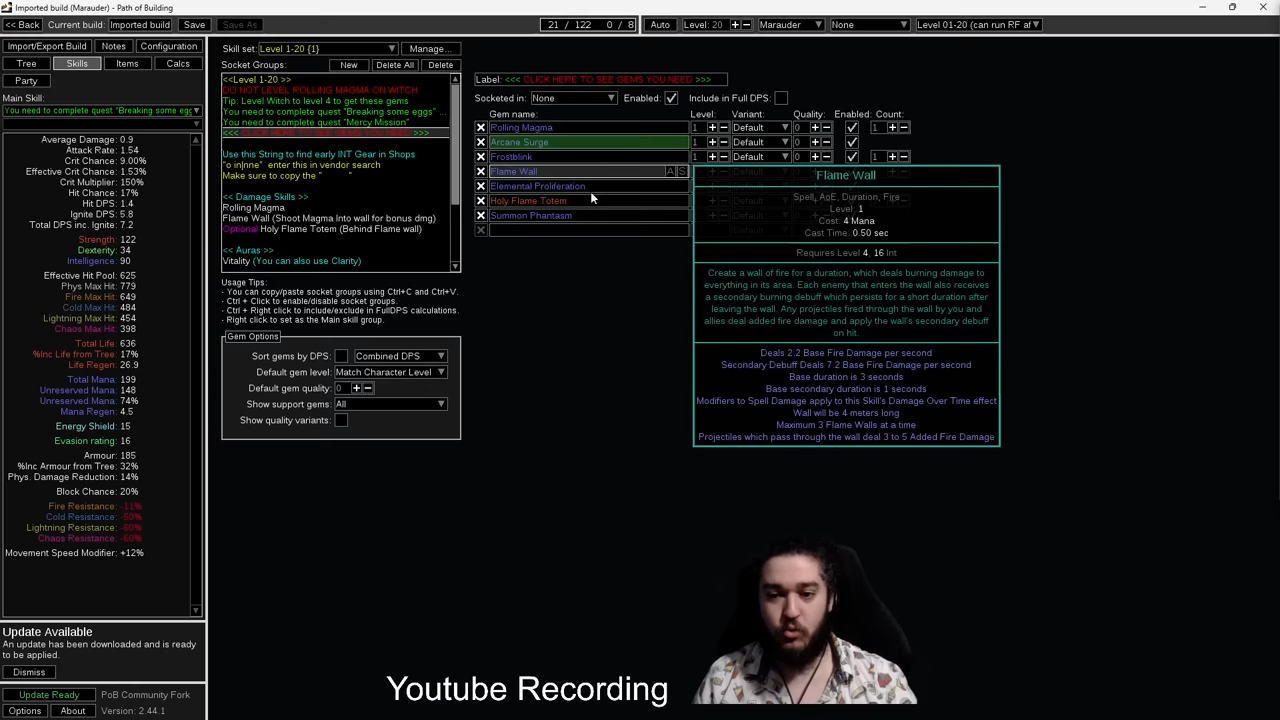 Imported build (Marauder) - Path of Building
<< Back Current build: Imported build Save Save As 21 / 122 0 / 8 Auto Level: 20 + - Marauder None Level 01-20 (can run RF af
Import/Export Build Notes Configuration
Tree Skills Items Calcs
Party
Main Skill:
You need to complete quest "Breaking some egg
Average Damage: 0.9
Attack Rate: 1.54
Crit Chance: 9.00%
Effective Crit Chance: 1.53%
Crit Multiplier: 150%
Hit Chance: 17%
Hit DPS: 1.4
Ignite DPS: 5.8
Total DPS inc. Ignite: 7.2
Strength: 122
Dexterity: 34
Intelligence: 90
Effective Hit Pool: 625
Phys Max Hit: 779
Fire Max Hit: 649
Cold Max Hit: 484
Lightning Max Hit: 454
Chaos Max Hit: 398
Total Life: 636
%Inc Life from Tree: 17%
Life Regen: 26.9
Total Mana: 199
Unreserved Mana: 148
Unreserved Mana: 74%
Mana Regen: 4.5
Energy Shield: 15
Evasion rating: 16
Armour: 185
%Inc Armour from Tree: 32%
Phys. Damage Reduction: 14%
Block Chance: 20%
Fire Resistance: -11%
Cold Resistance: -50%
Lightning Resistance: -60%
Chaos Resistance: -60%
Movement Speed Modifier: +12%
Update Available
An update has been downloaded and is ready
to be applied.
Dismiss
Update Ready PoB Community Fork
Options About Version: 2.44.1
Skill set: Level 1-20 {1} Manage...
Socket Groups: New Delete All Delete
<<Level 1-20 >>
DO NOT LEVEL ROLLING MAGMA ON WITCH
Tip: Level Witch to level 4 to get these gems
You need to complete quest "Breaking some eggs"
You need to complete quest "Mercy Mission"
<<< CLICK HERE TO SEE GEMS YOU NEED >>>
Use this String to find early INT Gear in Shops
"o in|nne" enter this in vendor search
Make sure to copy the " "
<< Damage Skills >>
Rolling Magma
Flame Wall (Shoot Magma Into wall for bonus dmg)
Optional Holy Flame Totem (Behind Flame wall)
<< Auras >>
Vitality (You can also use Clarity)
Usage Tips:
- You can copy/paste socket groups using Ctrl+C and Ctrl+V.
- Ctrl + Click to enable/disable socket groups.
- Ctrl + Right click to include/exclude in FullDPS calculations.
- Right click to set as the Main skill group.
Gem Options
Sort gems by DPS: Combined DPS
Default gem level: Match Character Level
Default gem quality: 0 + -
Show support gems: All
Show quality variants:
Label: <<< CLICK HERE TO SEE GEMS YOU NEED >>>
Socketed in: None Enabled: Include in Full DPS:
Gem name: Level: Variant: Quality: Enabled: Count:
X Rolling Magma 1 + - Default 0 + - 1 + -
X Arcane Surge 1 + - Default 0 + -
X Frostblink 1 + - Default 0 + - 1 + -
X Flame Wall A S
X Elemental Proliferation
X Holy Flame Totem
X Summon Phantasm
Flame Wall
Spell, AoE, Duration, Fire...
Level: 1
Cost: 4 Mana
Cast Time: 0.50 sec
Requires Level 4, 16 Int
Create a wall of fire for a duration, which deals burning damage to
everything in its area. Each enemy that enters the wall also receives
a secondary burning debuff which persists for a short duration after
leaving the wall. Any projectiles fired through the wall by you and
allies deal added fire damage and apply the wall's secondary debuff
on hit.
Deals 2.2 Base Fire Damage per second
Secondary Debuff Deals 7.2 Base Fire Damage per second
Base duration is 3 seconds
Base secondary duration is 1 seconds
Modifiers to Spell Damage apply to this Skill's Damage Over Time effect
Wall will be 4 meters long
Maximum 3 Flame Walls at a time
Projectiles which pass through the wall deal 3 to 5 Added Fire Damage
Youtube Recording